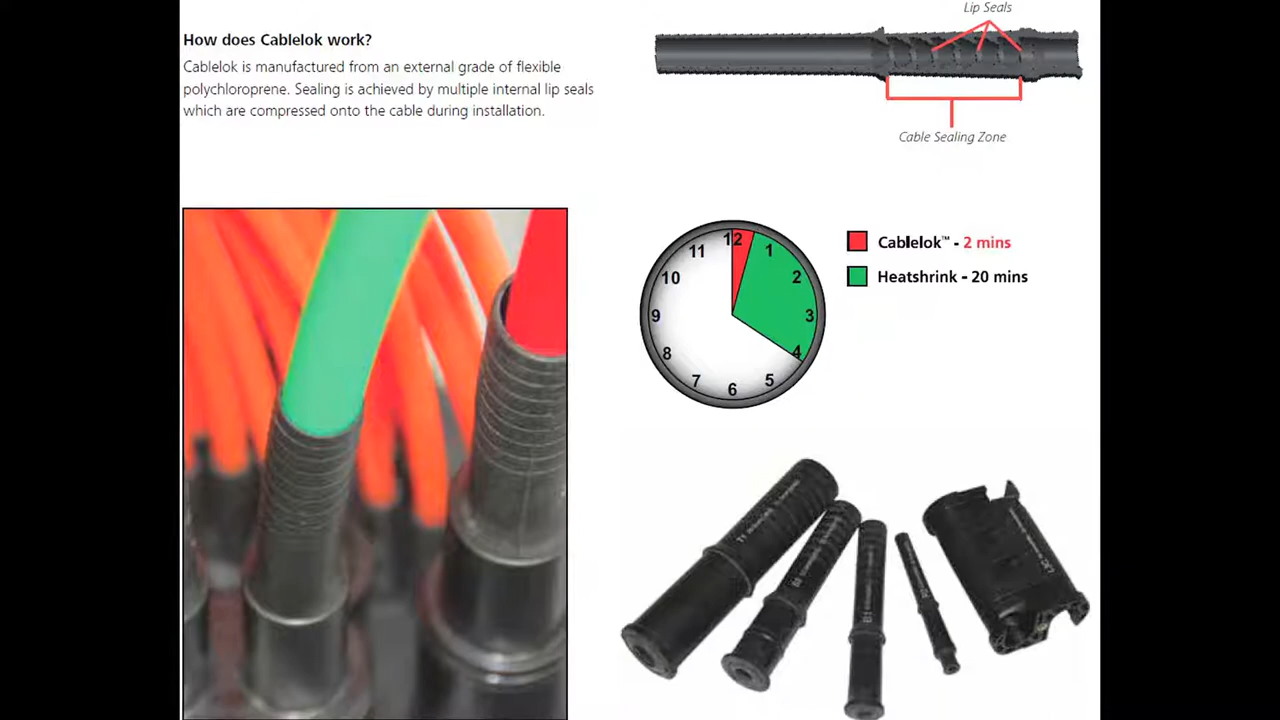 How does Cablelok work?
Cablelok is manufactured from an external grade of flexible
polychloroprene. Sealing is achieved by multiple internal lip seals
which are compressed onto the cable during installation.
Lip Seals
Cable Sealing Zone
12
1
2
3
4
5
6
7
8
9
10
11
Cablelok™ - 2 mins
Heatshrink - 20 mins